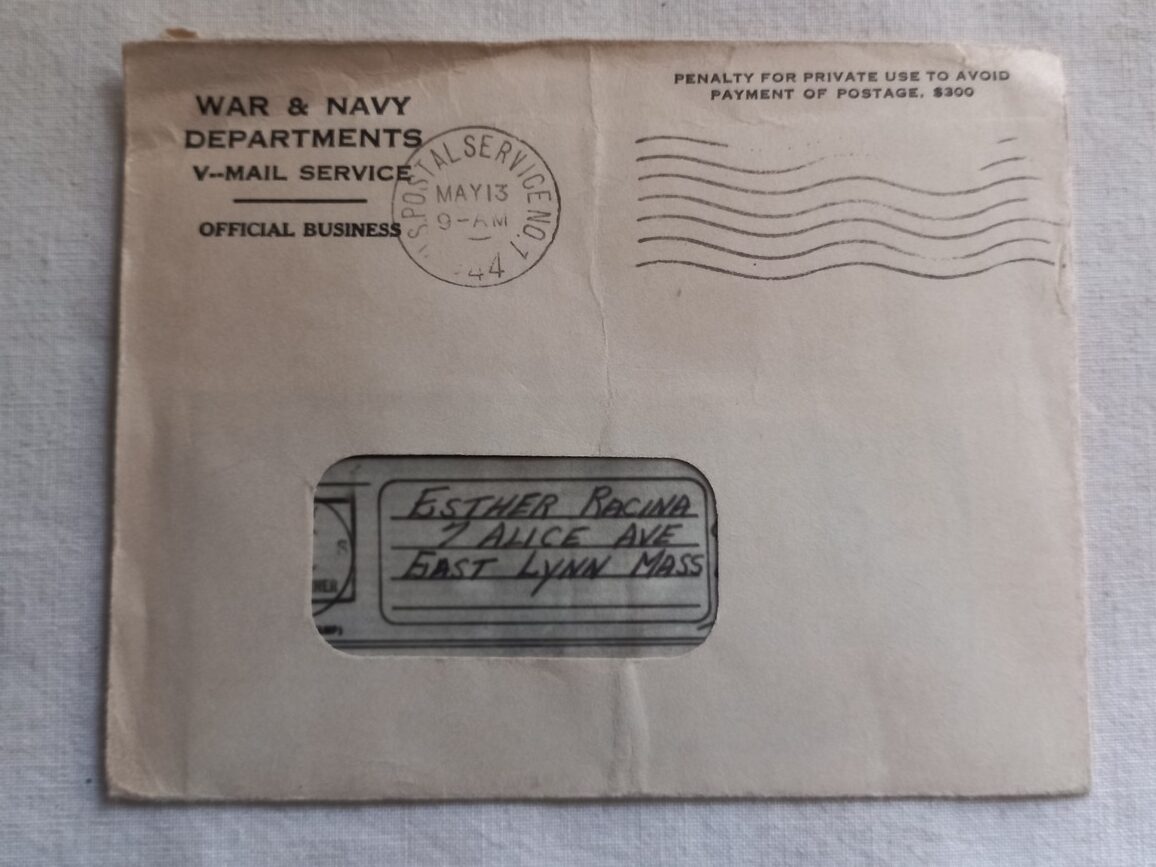 WAR & NAVY
DEPARTMENTS
V--MAIL SERVICE
OFFICIAL BUSINESS
PENALTY FOR PRIVATE USE TO AVOID
PAYMENT OF POSTAGE, $300
U.S. POSTAL SERVICE NO. 1
MAY 13
9-AM
44
ESTHER RACINA
7 ALICE AVE
EAST LYNN MASS